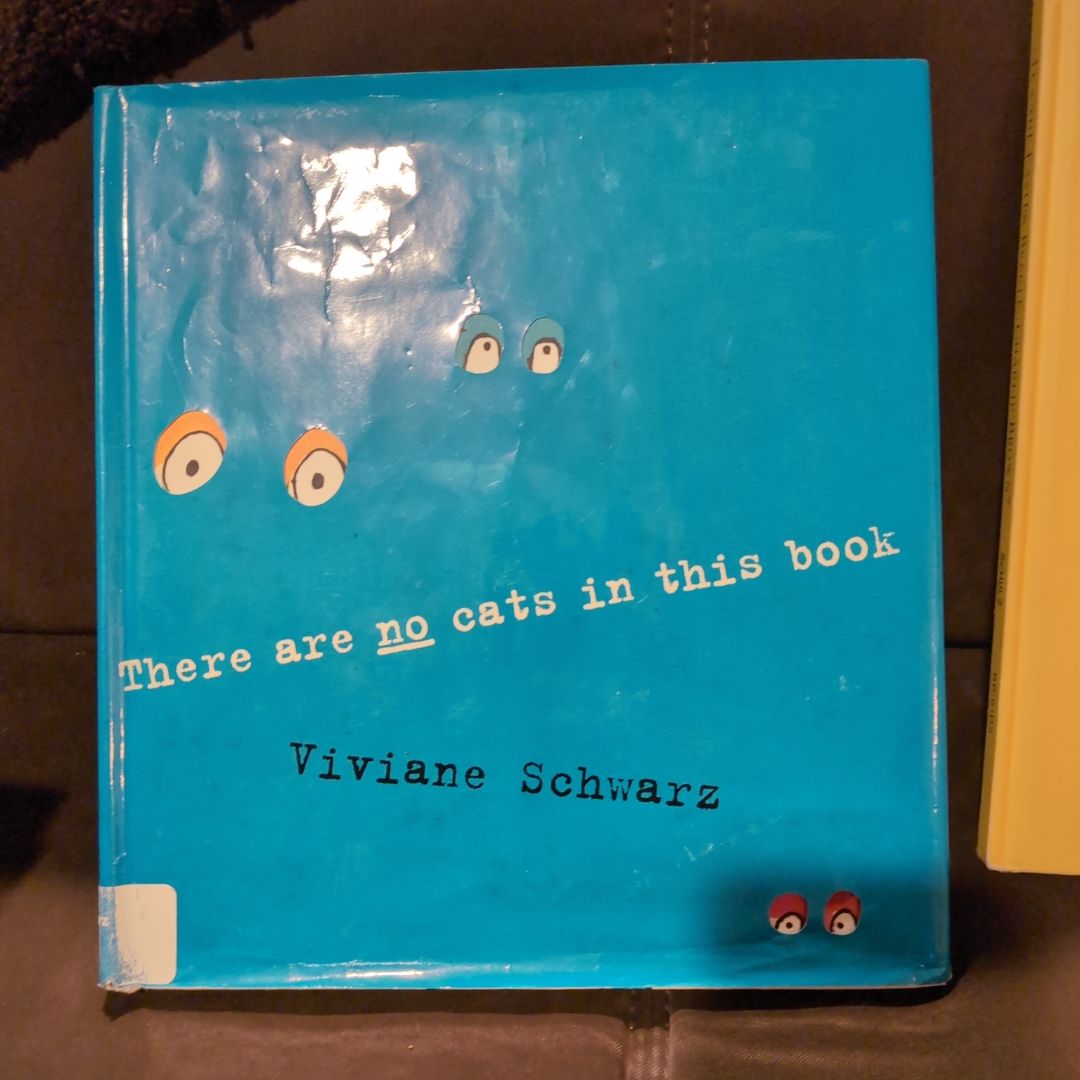 There are no cats in this book
Viviane Schwarz